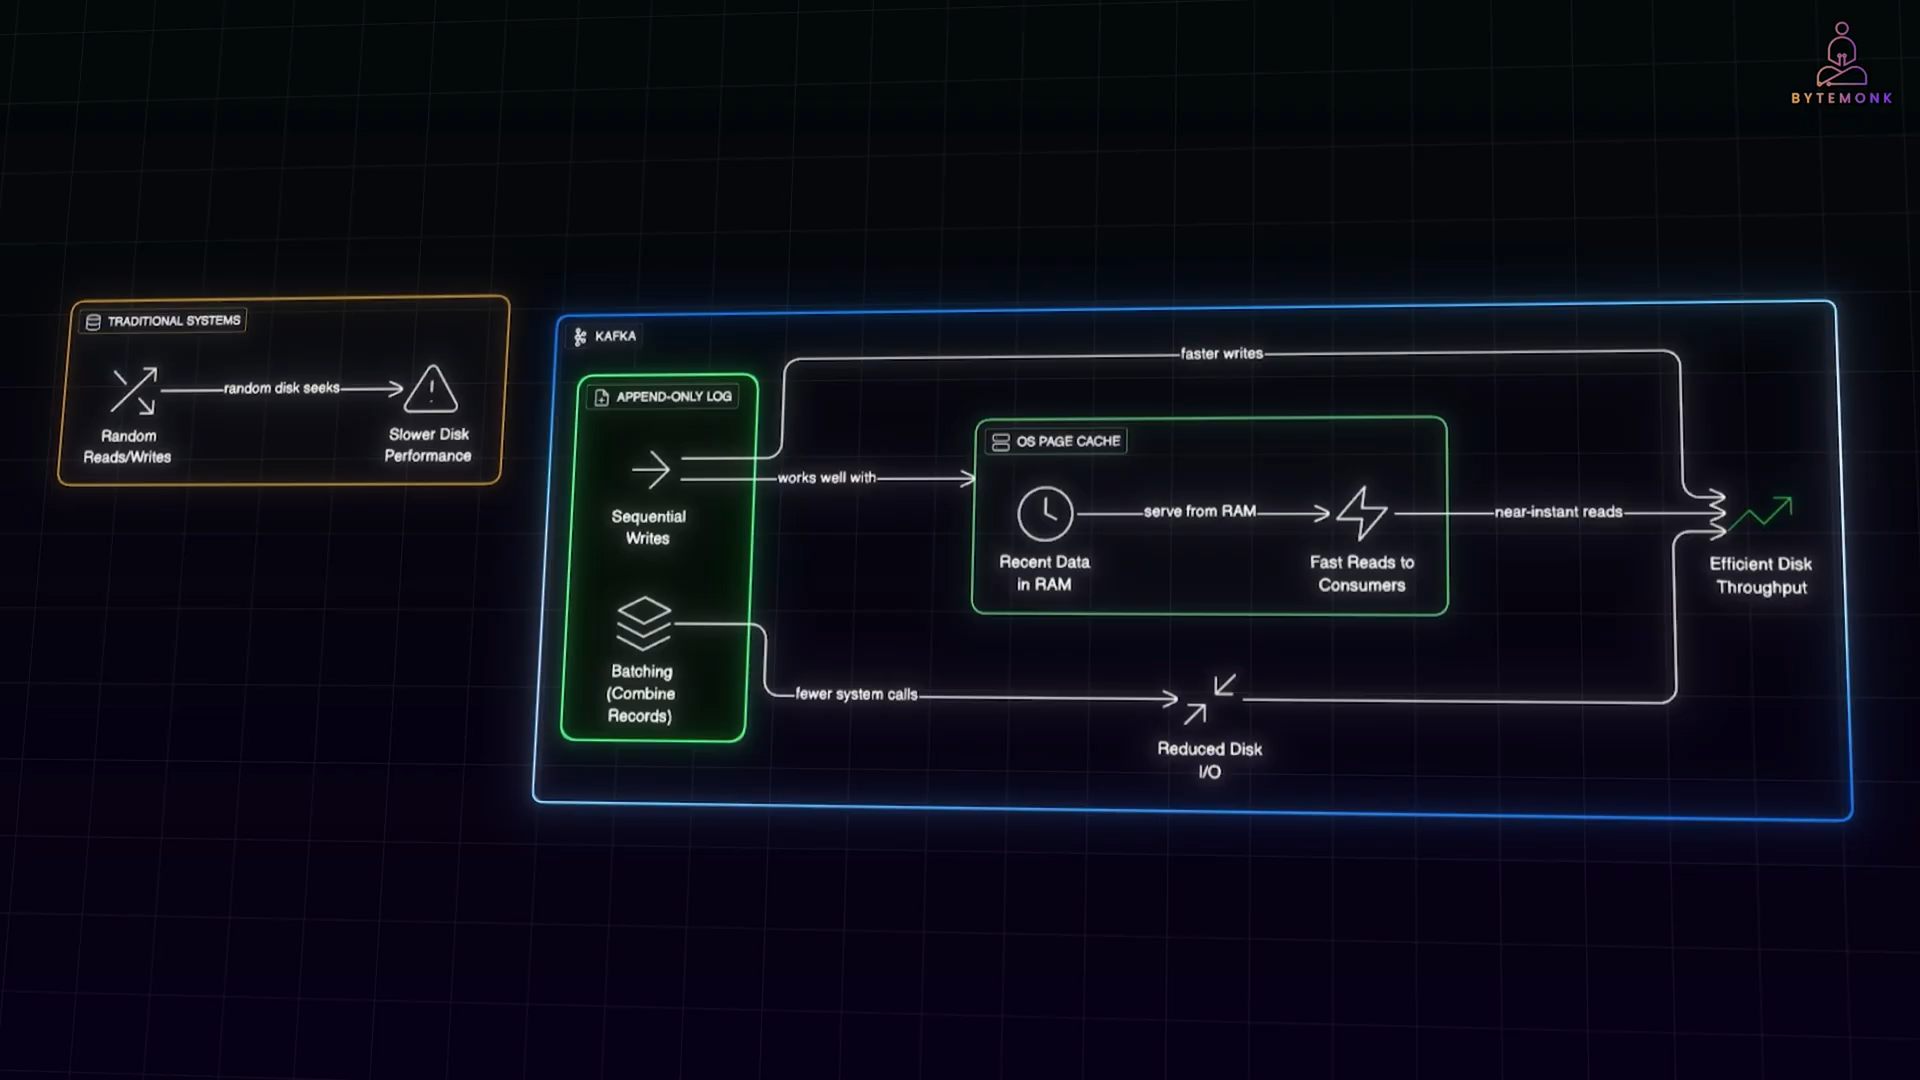 BYTEMONK
TRADITIONAL SYSTEMS
random disk seeks
Random
Reads/Writes
Slower Disk
Performance
KAFKA
faster writes
APPEND-ONLY LOG
Sequential
Writes
works well with
OS PAGE CACHE
Recent Data
in RAM
serve from RAM
Fast Reads to
Consumers
near-instant reads
Efficient Disk
Throughput
Batching
(Combine
Records)
fewer system calls
Reduced Disk
I/O